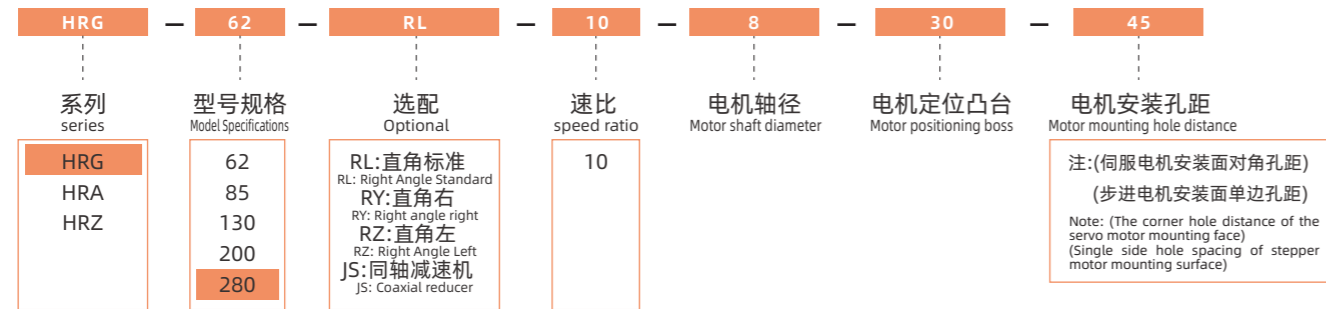 HRG — 62 — RL — 10 — 8 — 30 — 45
系列
series
HRG
HRA
HRZ
型号规格
Model Specifications
62
85
130
200
280
选配
Optional
RL:直角标准
RL: Right Angle Standard
RY:直角右
RY: Right angle right
RZ:直角左
RZ: Right Angle Left
JS:同轴减速机
JS: Coaxial reducer
速比
speed ratio
10
电机轴径
Motor shaft diameter
电机定位凸台
Motor positioning boss
电机安装孔距
Motor mounting hole distance
注:(伺服电机安装面对角孔距)
(步进电机安装面单边孔距)
Note: (The corner hole distance of the
servo motor mounting face)
(Single side hole spacing of stepper
motor mounting surface)